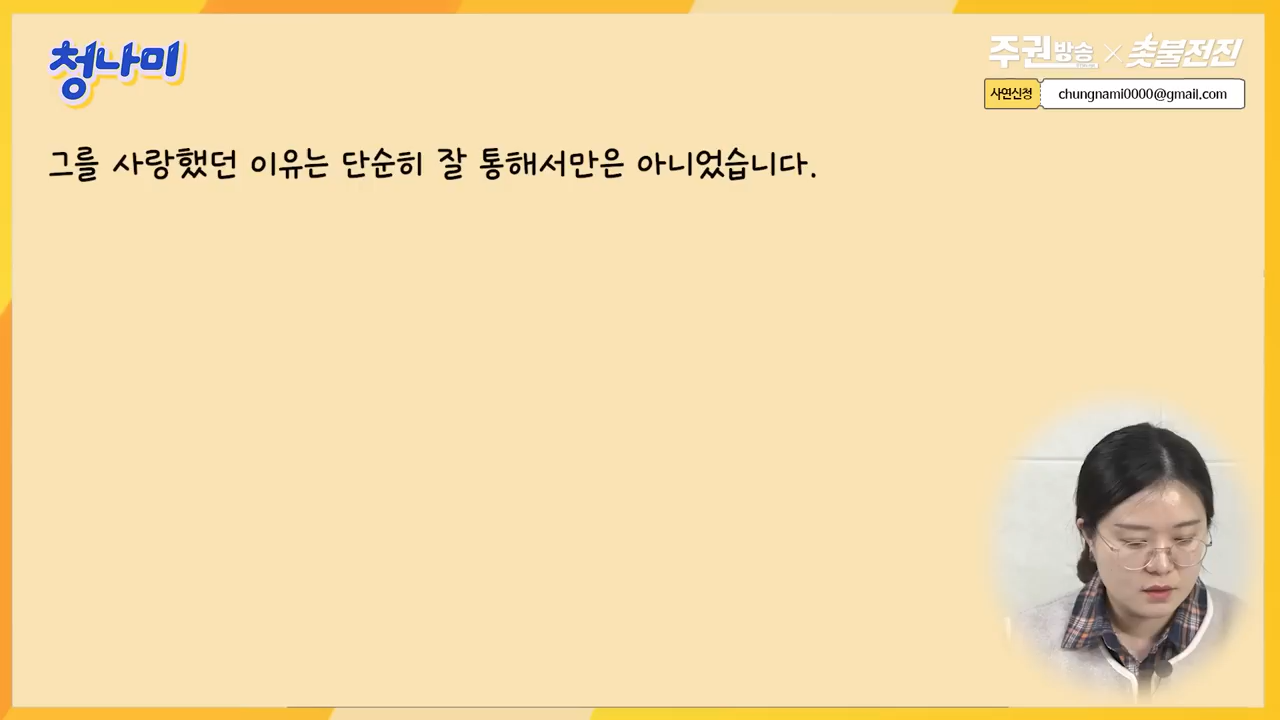 청나미
주권방송 × 촛불전진
사연신청 chungnami0000@gmail.com
그를 사랑했던 이유는 단순히 잘 통해서만은 아니었습니다.